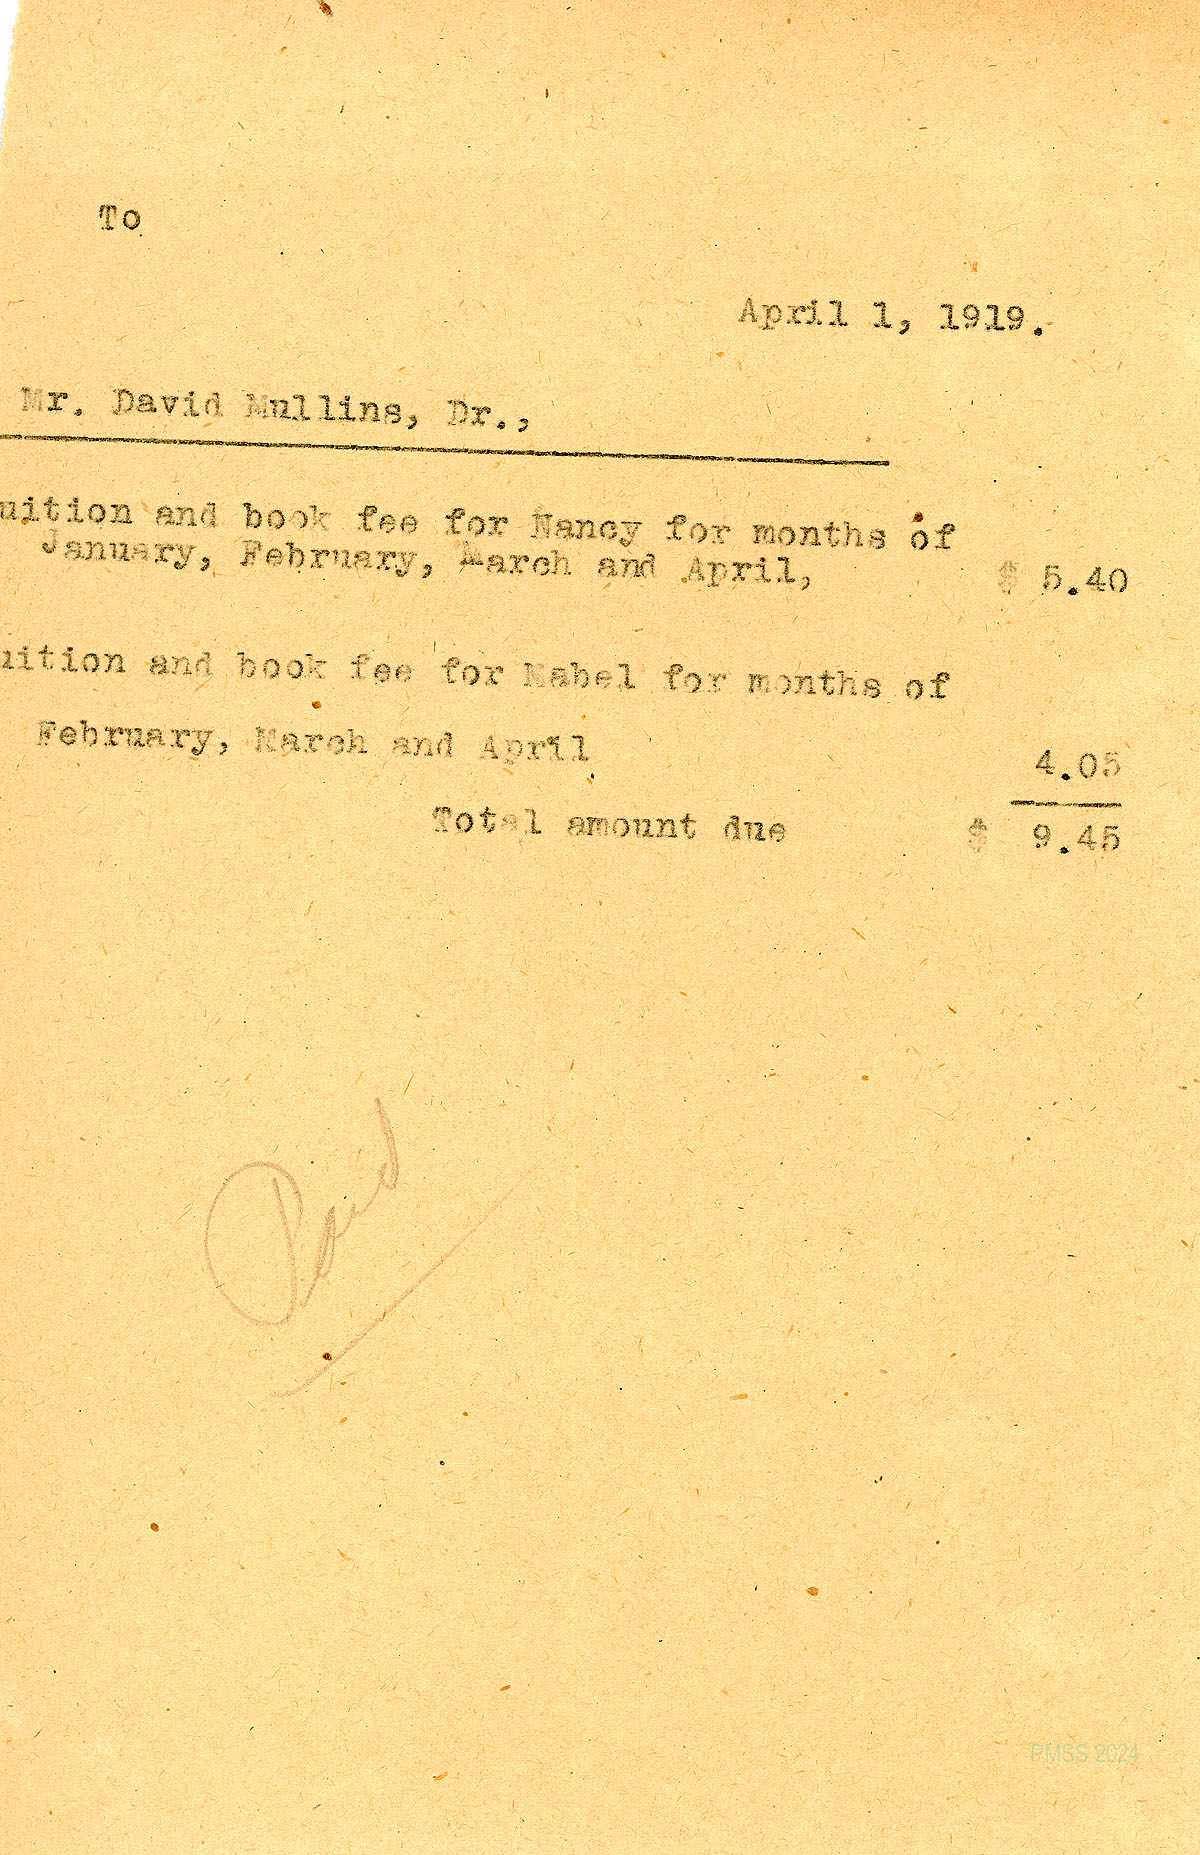 To
April 1, 1919.
Mr. David Mullins, Dr.,
uition and book fee for Nancy for months of
January, February, March and April, $ 5.40
uition and book fee for Mabel for months of
February, March and April
4.05
Total amount due $ 9.45
Paid
PMSS 2024